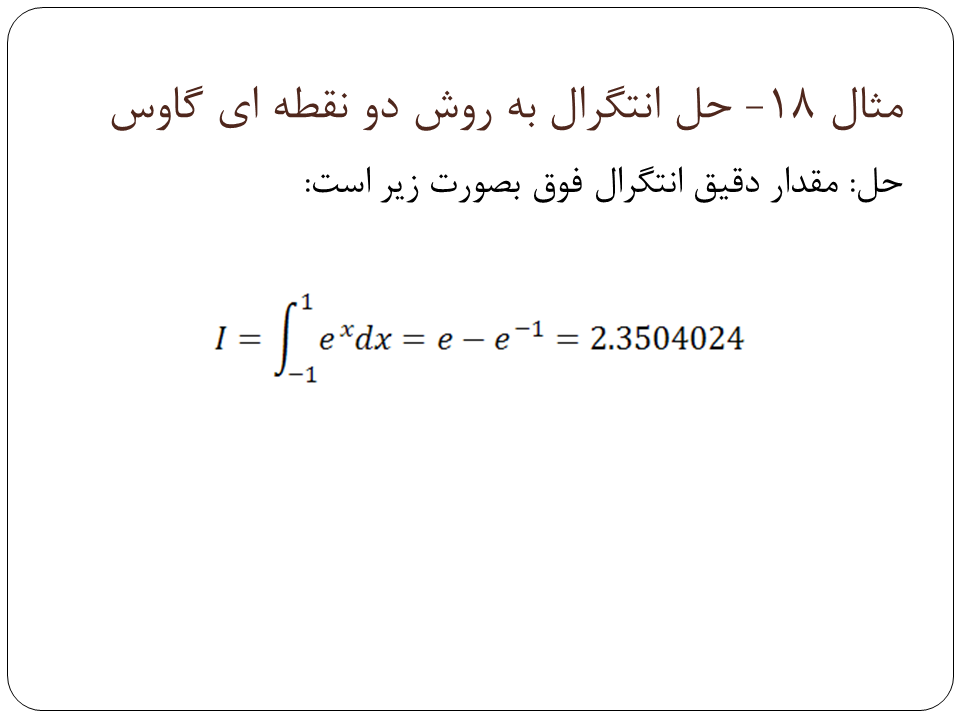 مثال ۱۸- حل انتگرال به روش دو نقطه ای گاوس
حل: مقدار دقیق انتگرال فوق بصورت زیر است:
$I = \int_{-1}^{1} e^x dx = e - e^{-1} = 2.3504024$